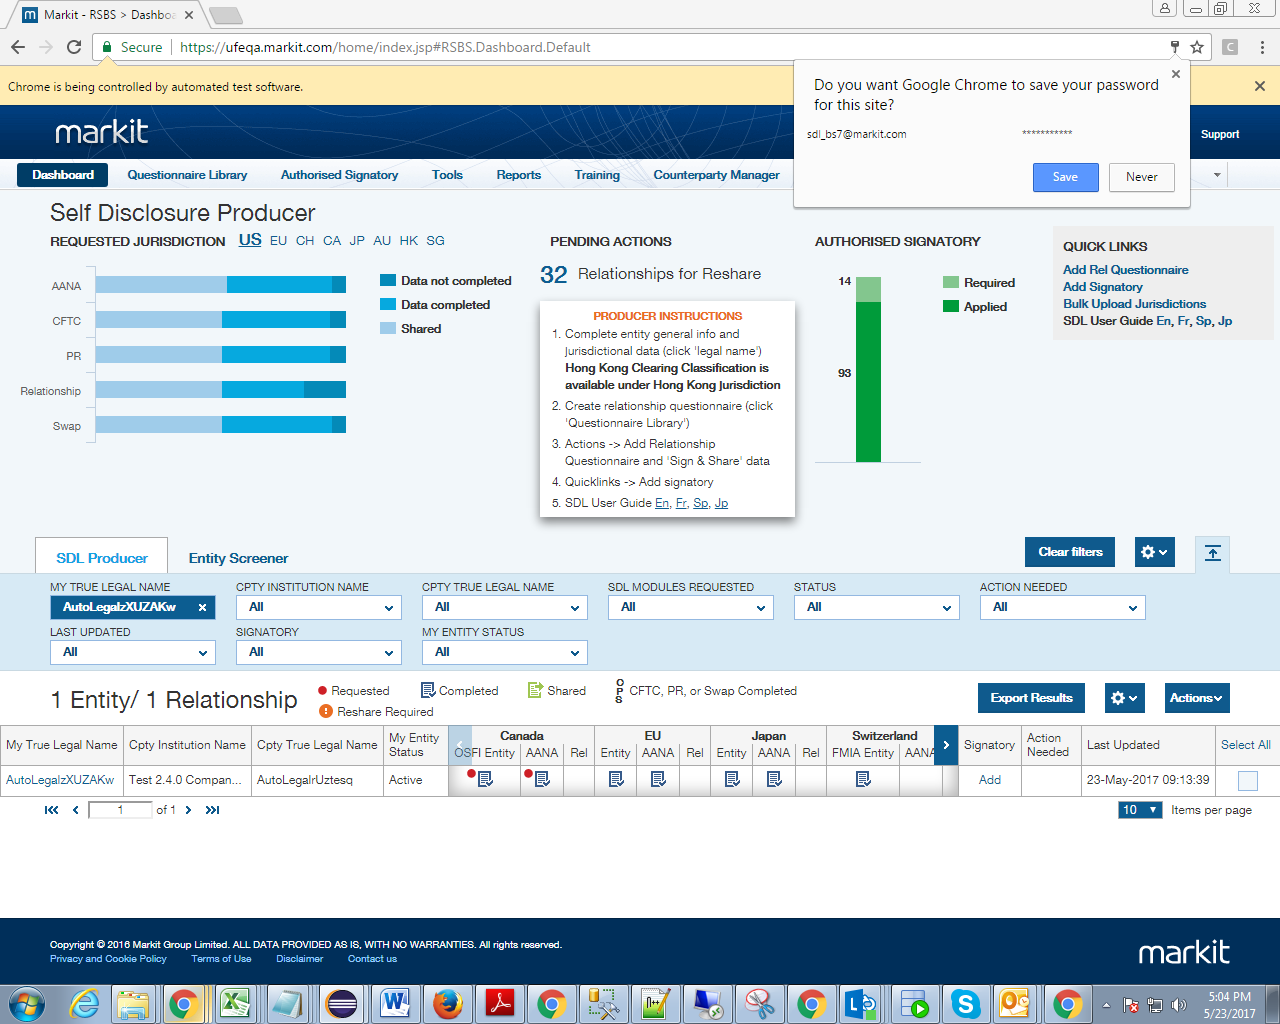 Markit - RSBS > Dashboa
Secure https://ufeqa.markit.com/home/index.jsp#RSBS.Dashboard.Default
Chrome is being controlled by automated test software.
Do you want Google Chrome to save your password
for this site?
sdl_bs7@markit.com ***********
Save Never
markit
Support
Dashboard Questionnaire Library Authorised Signatory Tools Reports Training Counterparty Manager
Self Disclosure Producer
REQUESTED JURISDICTION US EU CH CA JP AU HK SG
AANA
CFTC
PR
Relationship
Swap
Data not completed
Data completed
Shared
PENDING ACTIONS
32 Relationships for Reshare
PRODUCER INSTRUCTIONS
1. Complete entity general info and
jurisdictional data (click 'legal name')
Hong Kong Clearing Classification is
available under Hong Kong Jurisdiction
2. Create relationship questionnaire (click
'Questionnaire Library')
3. Actions -> Add Relationship
Questionnaire and 'Sign & Share' data
4. Quicklinks -> Add signatory
5. SDL User Guide En, Fr, Sp, Jp
AUTHORISED SIGNATORY
14
93
Required
Applied
QUICK LINKS
Add Rel Questionnaire
Add Signatory
Bulk Upload Jurisdictions
SDL User Guide En, Fr, Sp, Jp
SDL Producer Entity Screener
Clear filters
MY TRUE LEGAL NAME CPTY INSTITUTION NAME CPTY TRUE LEGAL NAME SDL MODULES REQUESTED STATUS ACTION NEEDED
AutoLegalzXUZAKw × All All All All All
LAST UPDATED SIGNATORY MY ENTITY STATUS
All All All
1 Entity/ 1 Relationship
Requested Completed Shared OPS CFTC, PR, or Swap Completed
Reshare Required
Export Results Actions
My True Legal Name Cpty Institution Name Cpty True Legal Name My Entity Status Canada EU Japan Switzerland Signatory Action Needed Last Updated Select All
OSFI Entity AANA Rel Entity AANA Rel Entity AANA Rel FMIA Entity AANA
AutoLegalzXUZAKw Test 2.4.0 Compan... AutoLegalrUztesq Active Add 23-May-2017 09:13:39
1 of 1
10 Items per page
Copyright © 2016 Markit Group Limited. ALL DATA PROVIDED AS IS, WITH NO WARRANTIES. All rights reserved.
Privacy and Cookie Policy Terms of Use Disclaimer Contact us
markit
5:04 PM
5/23/2017